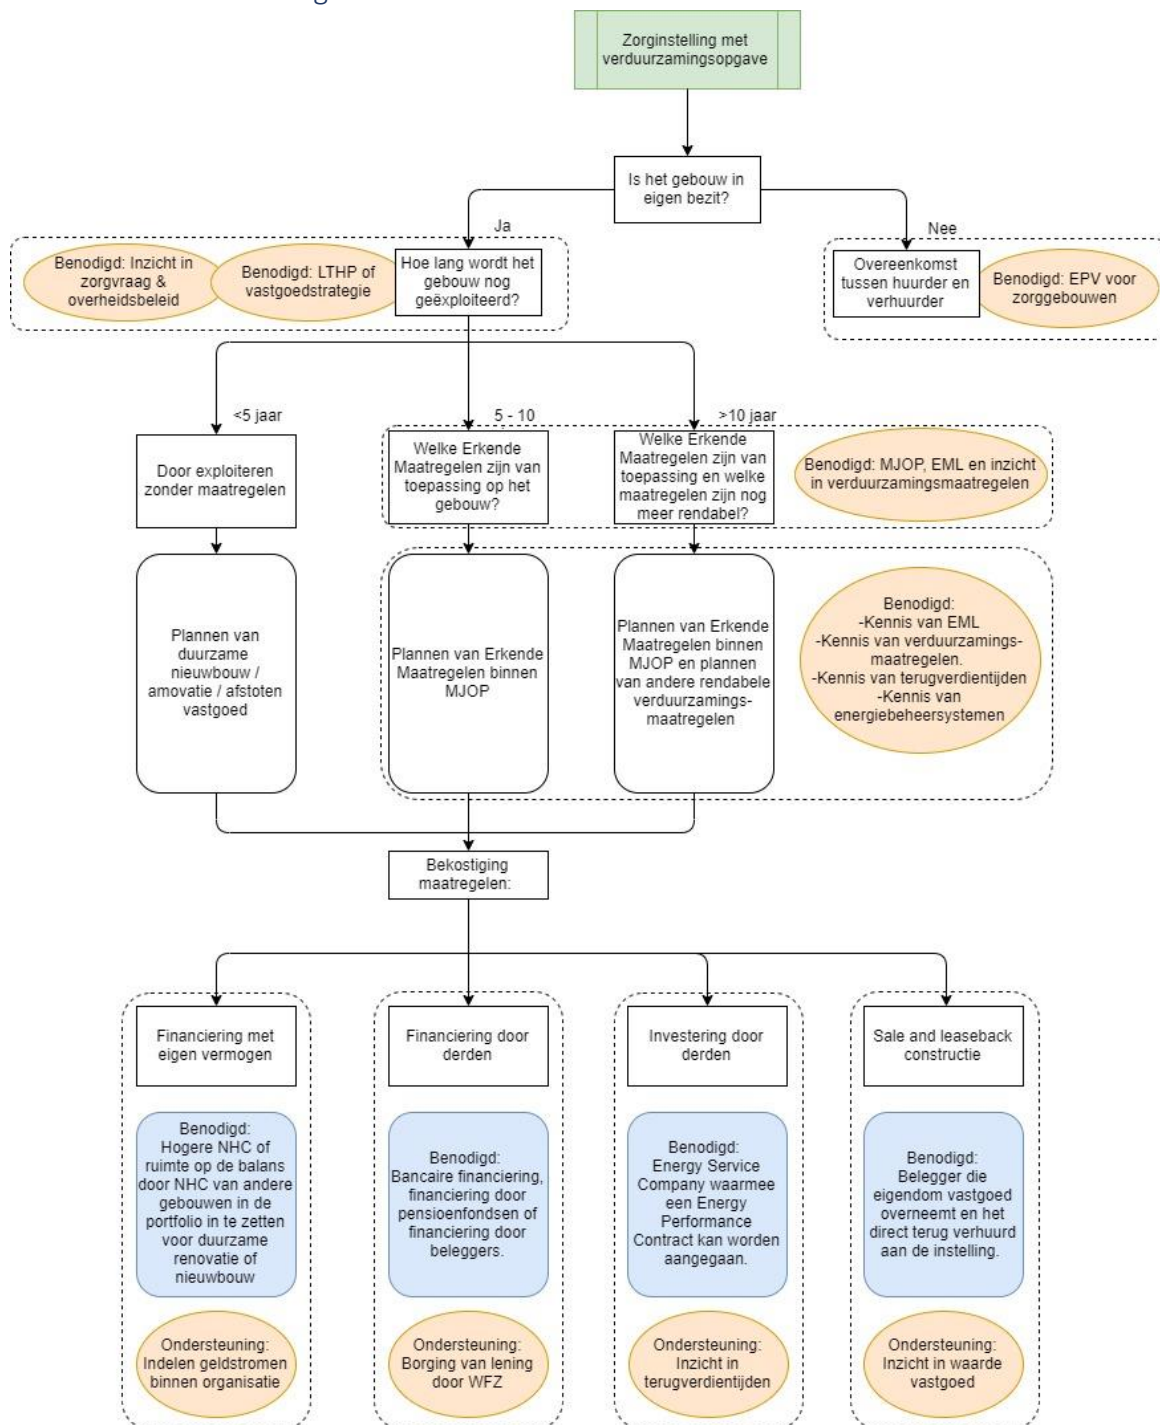 Zorginstelling met
verduurzamingsopgave
Is het gebouw in
eigen bezit?
Ja
Nee
Benodigd: Inzicht in
zorgvraag &
overheidsbeleid
Benodigd: LTHP of
vastgoedstrategie
Hoe lang wordt het
gebouw nog
geëxploiteerd?
Overeenkomst
tussen huurder en
verhuurder
Benodigd: EPV voor
zorggebouwen
<5 jaar
5 - 10
>10 jaar
Door exploiteren
zonder maatregelen
Welke Erkende
Maatregelen zijn van
toepassing op het
gebouw?
Welke Erkende
Maatregelen zijn van
toepassing en welke
maatregelen zijn nog
meer rendabel?
Benodigd: MJOP, EML en inzicht
in verduurzamingsmaatregelen
Plannen van
duurzame
nieuwbouw /
amovatie / afstoten
vastgoed
Plannen van Erkende
Maatregelen binnen
MJOP
Plannen van Erkende
Maatregelen binnen
MJOP en plannen
van andere rendabele
verduurzamings-
maatregelen
Benodigd:
-Kennis van EML
-Kennis van verduurzamings-
maatregelen.
-Kennis van terugverdientijden
-Kennis van
energiebeheersystemen
Bekostiging
maatregelen:
Financiering met
eigen vermogen
Financiering door
derden
Investering door
derden
Sale and leaseback
constructie
Benodigd:
Hogere NHC of
ruimte op de balans
door NHC van andere
gebouwen in de
portfolio in te zetten
voor duurzame
renovatie of
nieuwbouw
Benodigd:
Bancaire financiering,
financiering door
pensioenfondsen of
financiering door
beleggers.
Benodigd:
Energy Service
Company waarmee
een Energy
Performance
Contract kan worden
aangegaan.
Benodigd:
Belegger die
eigendom vastgoed
overneemt en het
direct terug verhuurd
aan de instelling.
Ondersteuning:
Indelen geldstromen
binnen organisatie
Ondersteuning:
Borging van lening
door WFZ
Ondersteuning:
Inzicht in
terugverdientijden
Ondersteuning:
Inzicht in waarde
vastgoed